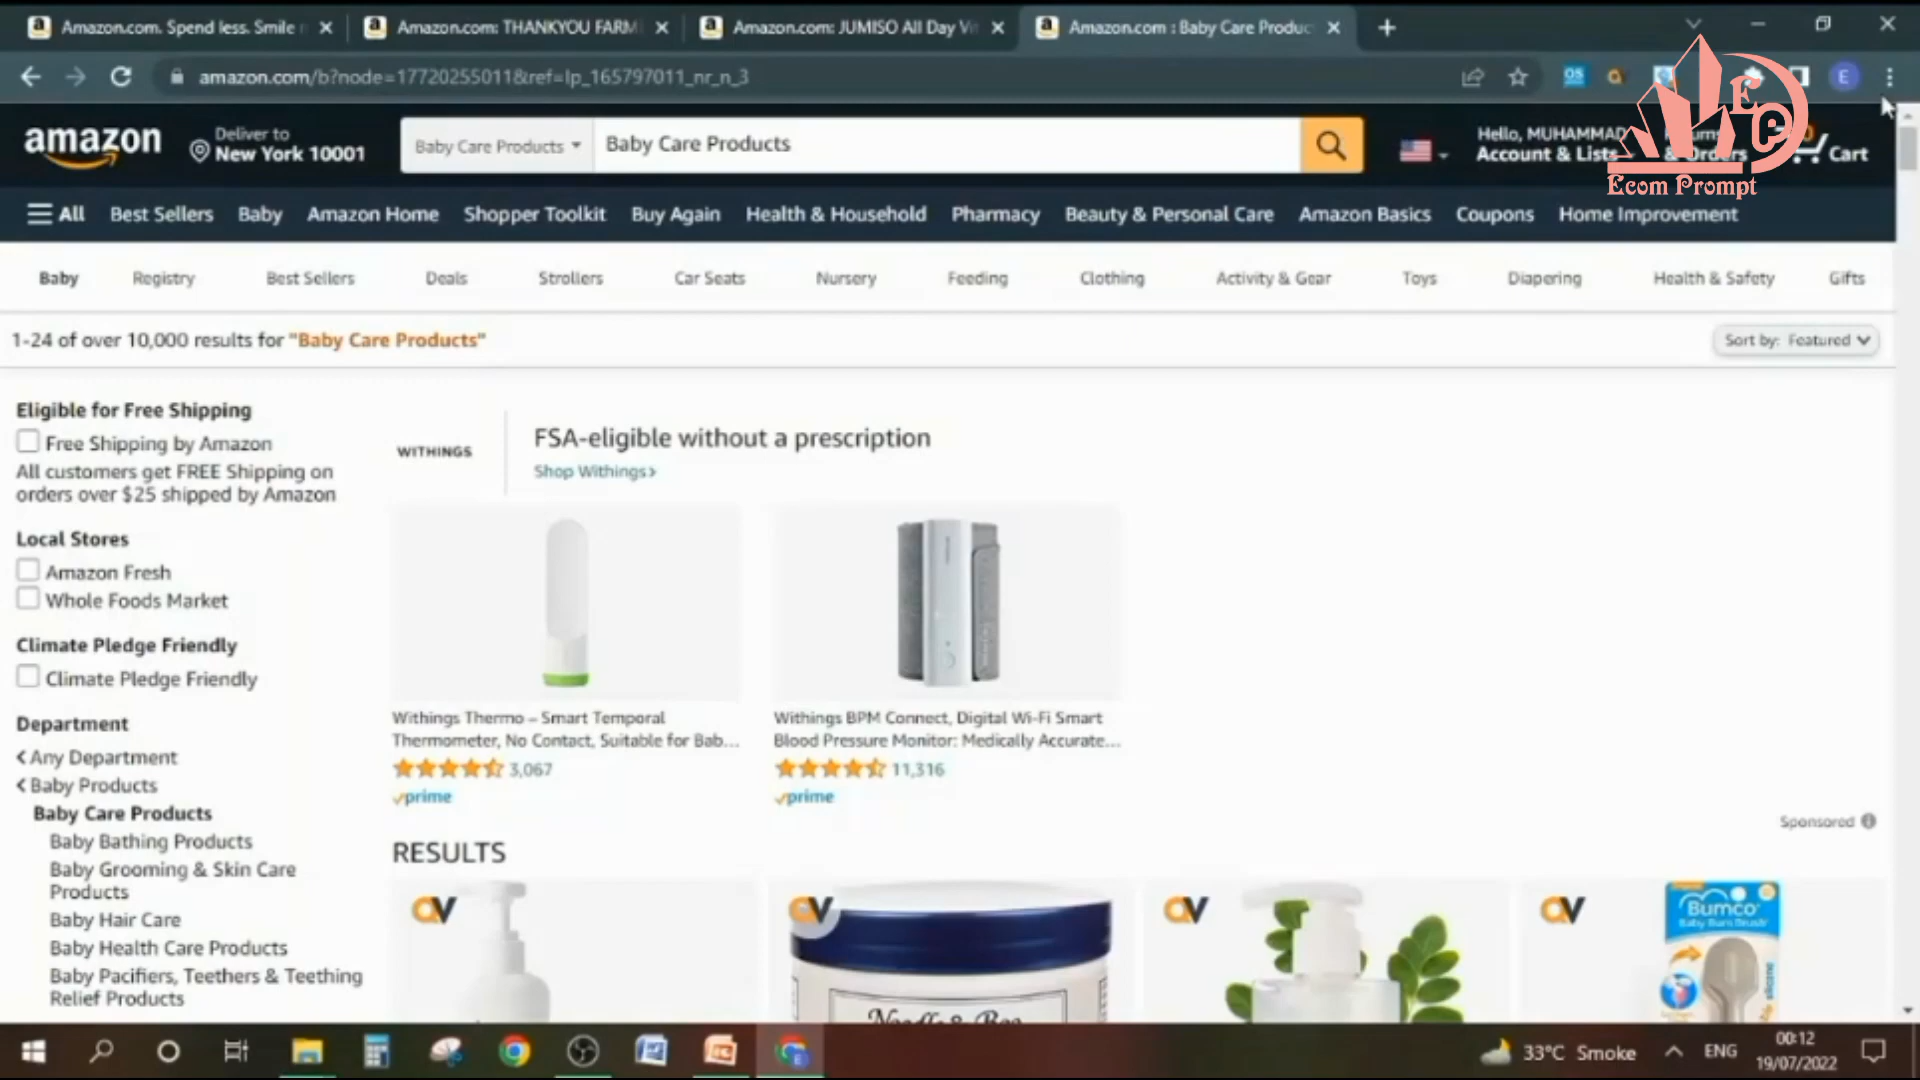 Amazon.com. Spend less. Smile
Amazon.com: THANKYOU FARM
Amazon.com: JUMISO All Day Vi
Amazon.com : Baby Care Produc
amazon.com/b?node=17720255011&ref=lp_165797011_nr_n_3
OS
E
amazon
Deliver to
New York 10001
Baby Care Products
Baby Care Products
Hello, MUHAMMAD
Account & Lists
& Orders
Cart
E
C
Ecom Prompt
All
Best Sellers
Baby
Amazon Home
Shopper Toolkit
Buy Again
Health & Household
Pharmacy
Beauty & Personal Care
Amazon Basics
Coupons
Home Improvement
Baby
Registry
Best Sellers
Deals
Strollers
Car Seats
Nursery
Feeding
Clothing
Activity & Gear
Toys
Diapering
Health & Safety
Gifts
1-24 of over 10,000 results for "Baby Care Products"
Sort by: Featured
Eligible for Free Shipping
Free Shipping by Amazon
All customers get FREE Shipping on
orders over $25 shipped by Amazon
Local Stores
Amazon Fresh
Whole Foods Market
Climate Pledge Friendly
Climate Pledge Friendly
Department
Any Department
Baby Products
Baby Care Products
Baby Bathing Products
Baby Grooming & Skin Care
Products
Baby Hair Care
Baby Health Care Products
Baby Pacifiers, Teethers & Teething
Relief Products
WITHINGS
FSA-eligible without a prescription
Shop Withings>
Withings Thermo – Smart Temporal
Thermometer, No Contact, Suitable for Bab...
3,067
prime
Withings BPM Connect, Digital Wi-Fi Smart
Blood Pressure Monitor: Medically Accurate...
11,316
prime
Sponsored
RESULTS
Noodle & Boo
Bumco
Baby Bum Brush
33°C Smoke
ENG
00:12
19/07/2022